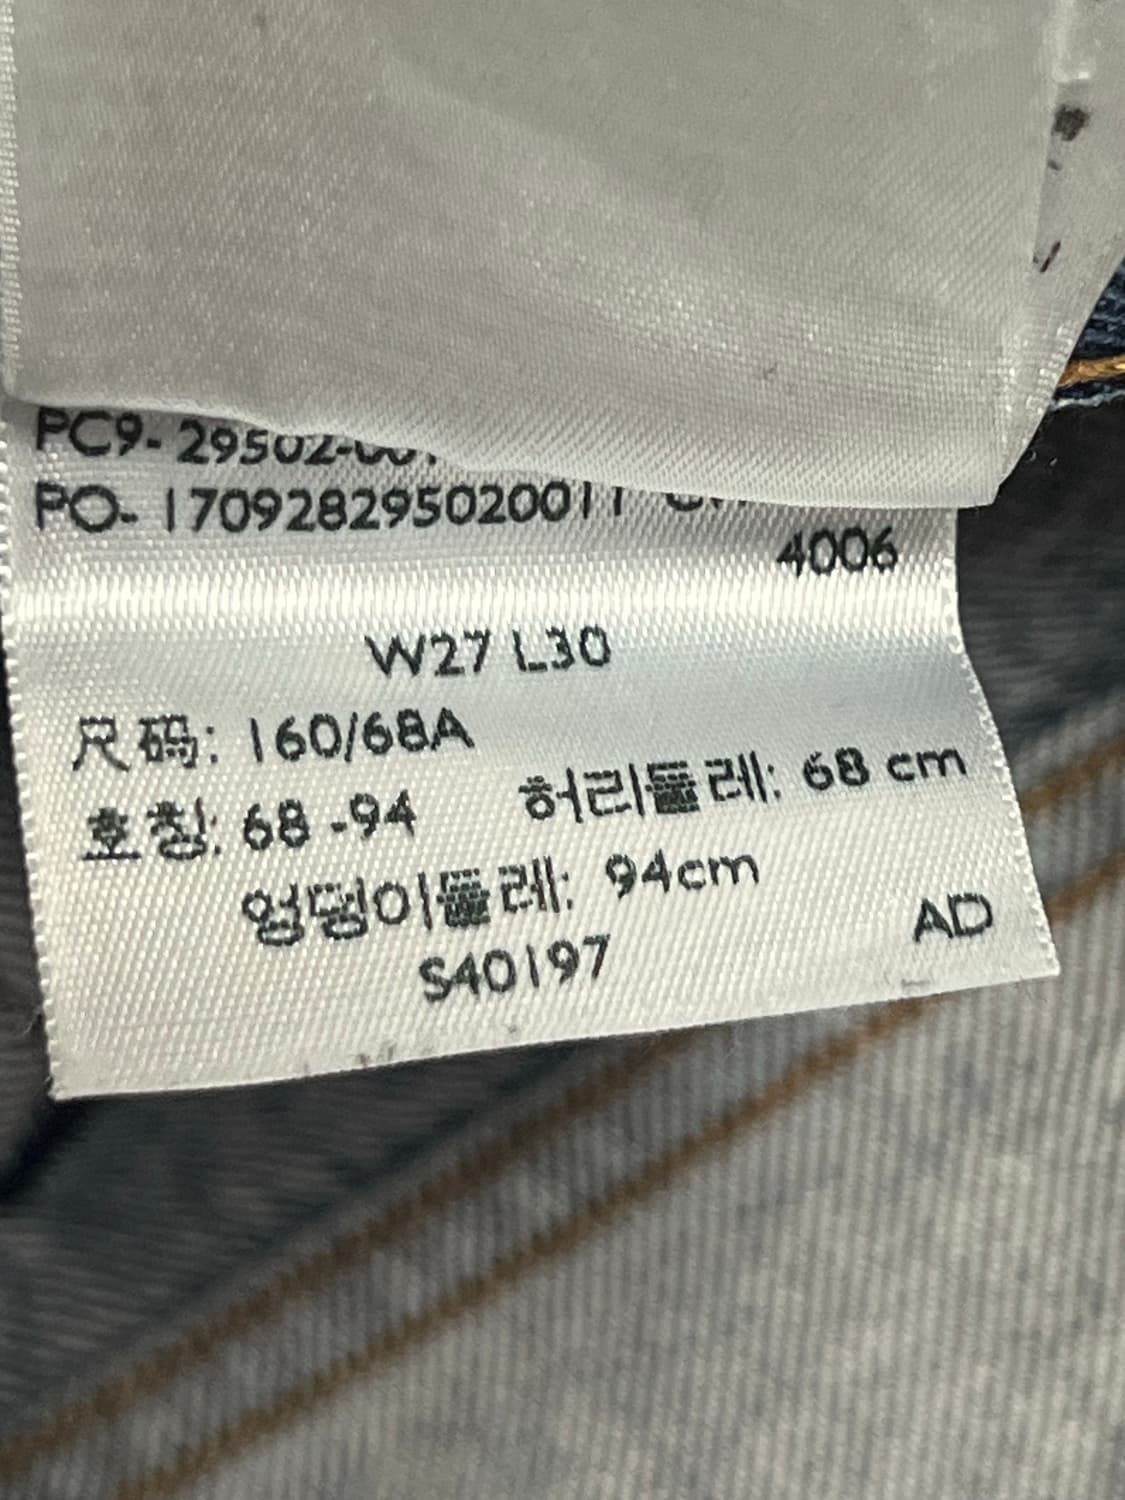 PC9- 29502-
PO- 170928295020011
4006
W27 L30
尺码: 160/68A
호칭: 68 -94 허리둘레: 68 cm
엉덩이둘레: 94cm
S40197 AD